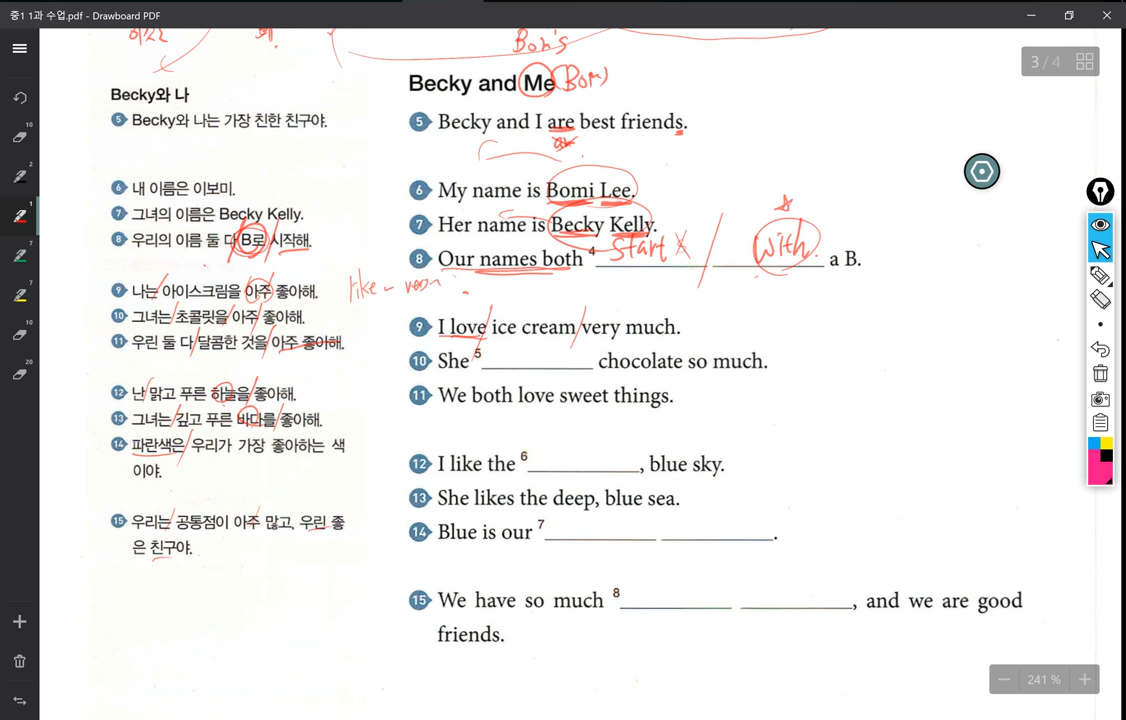 중1 1과 수업.pdf - Drawboard PDF
Bom's
3 / 4
Becky와 나
5 Becky와 나는 가장 친한 친구야.
6 내 이름은 이보미.
7 그녀의 이름은 Becky Kelly.
8 우리의 이름 둘 다 B로 시작해.
9 나는 아이스크림을 아주 좋아해.
10 그녀는 초콜릿을 아주 좋아해.
11 우린 둘 다 달콤한 것을 아주 좋아해.
12 난 맑고 푸른 하늘을 좋아해.
13 그녀는 깊고 푸른 바다를 좋아해.
14 파란색은 우리가 가장 좋아하는 색
이야.
15 우리는 공통점이 아주 많고, 우린 좋
은 친구야.
Becky and Me (Bom)
5 Becky and I are best friends.
6 My name is Bomi Lee.
7 Her name is Becky Kelly.
8 Our names both 4 start with a B.
like
9 I love ice cream very much.
10 She 5 chocolate so much.
11 We both love sweet things.
12 I like the 6 , blue sky.
13 She likes the deep, blue sea.
14 Blue is our 7 .
15 We have so much 8 , and we are good
friends.
10
2
1
7
7
10
20
241 %